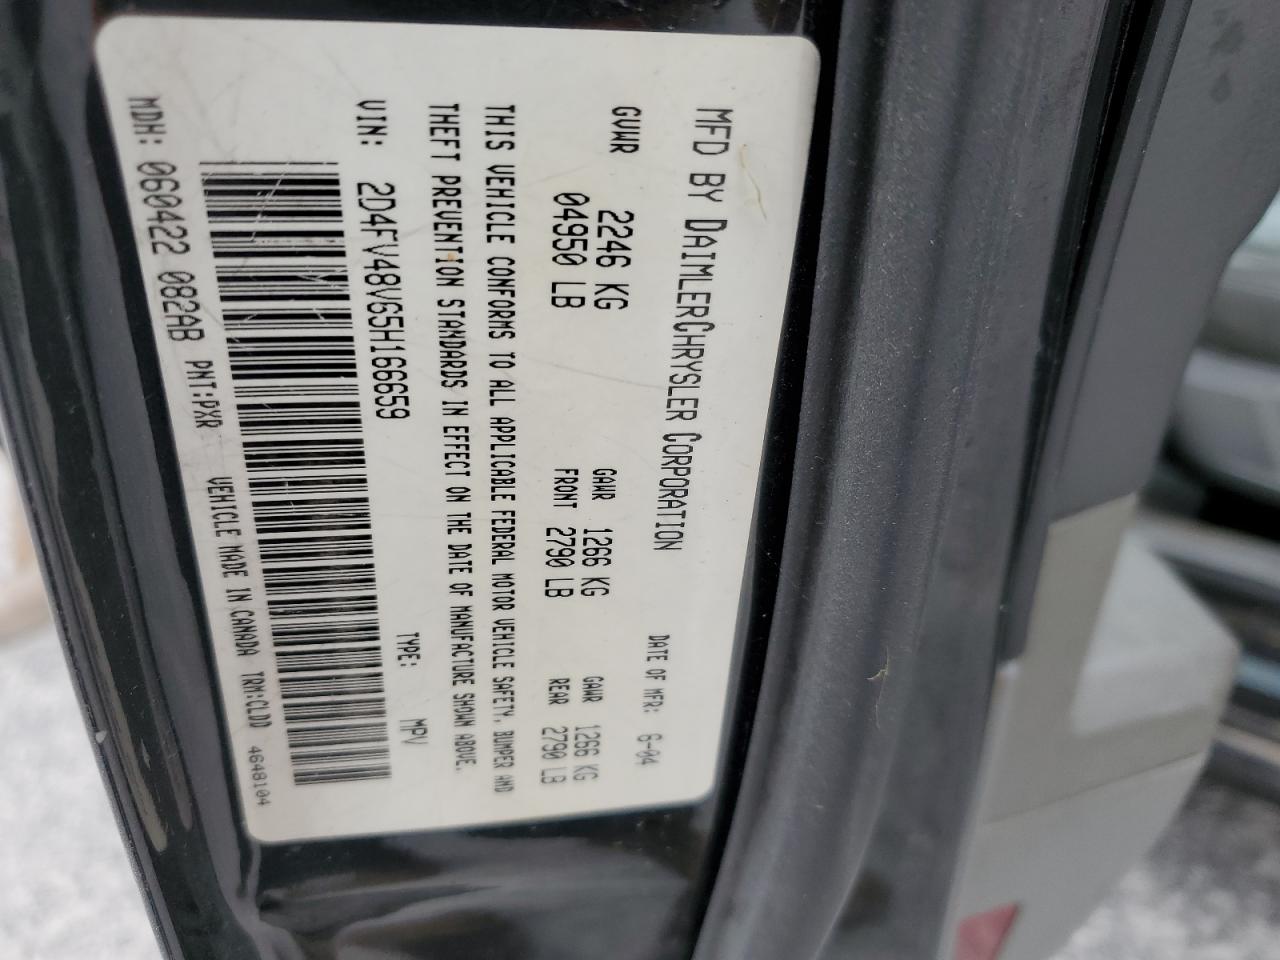 MFD BY DAIMLERCHRYSLER CORPORATION DATE OF MFR: 6-04
GVWR 2246 KG GAWR 1266 KG GAWR 1266 KG
04950 LB FRONT 2790 LB REAR 2790 LB
THIS VEHICLE CONFORMS TO ALL APPLICABLE FEDERAL MOTOR VEHICLE SAFETY, BUMPER AND
THEFT PREVENTION STANDARDS IN EFFECT ON THE DATE OF MANUFACTURE SHOWN ABOVE.
VIN: 2D4FV48V65H166659 TYPE: MPV
MDH: 060422 082AB PNT:PXR VEHICLE MADE IN CANADA TRM:CLDD 4648104